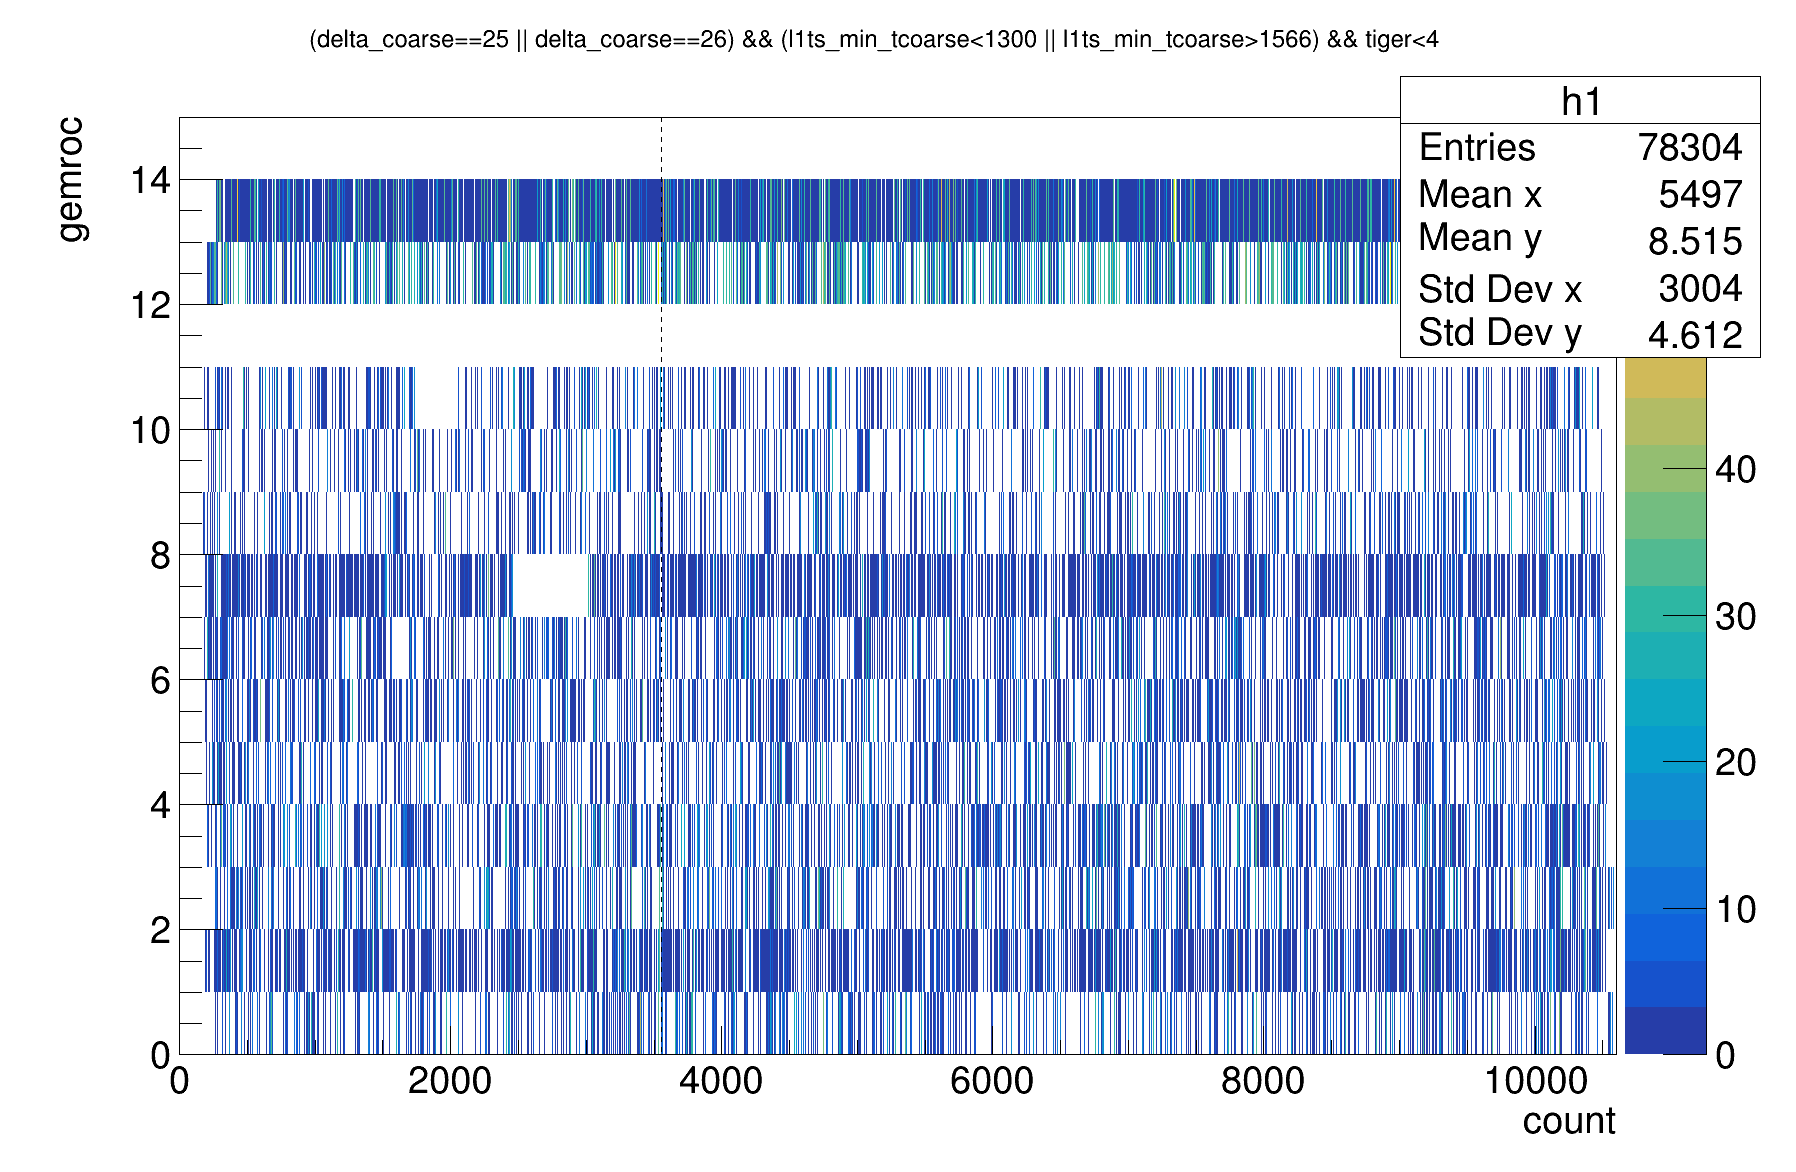 (delta_coarse==25 || delta_coarse==26) && (l1ts_min_tcoarse<1300 || l1ts_min_tcoarse>1566) && tiger<4
h1
Entries 78304
Mean x 5497
Mean y 8.515
Std Dev x 3004
Std Dev y 4.612
gemroc
14
12
10
8
6
4
2
0
40
30
20
10
0
0 2000 4000 6000 8000 10000
count